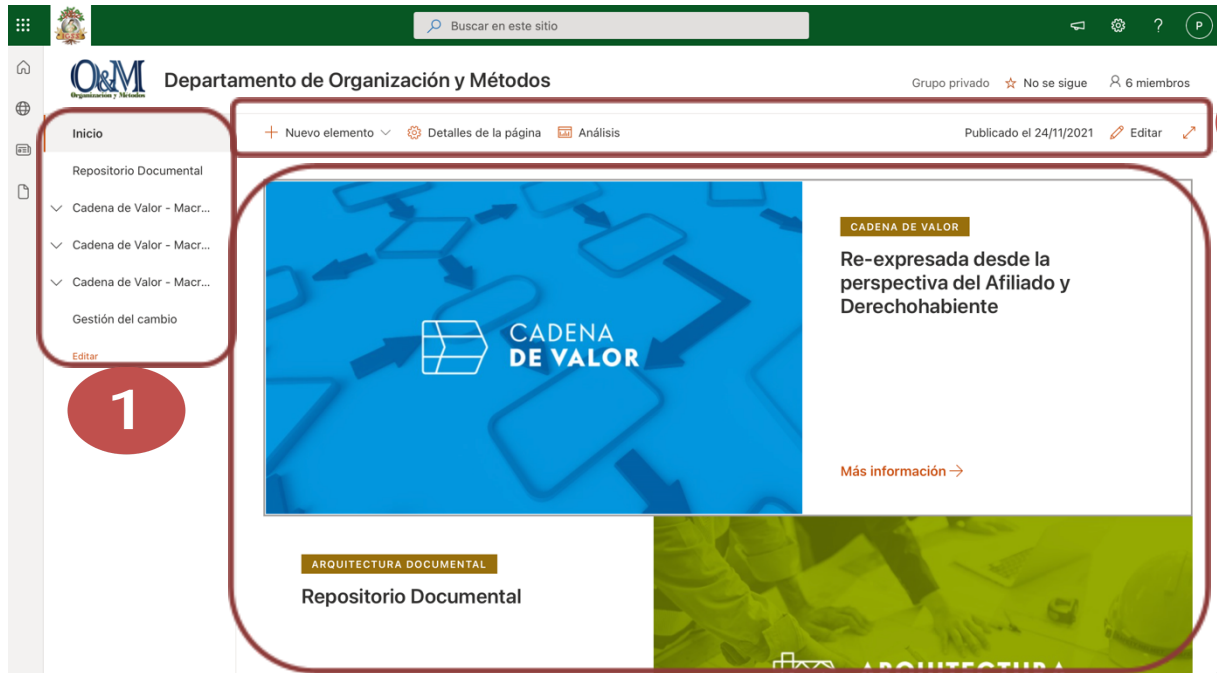 Buscar en este sitio
P
O&M
Organización y Métodos
Departamento de Organización y Métodos
Grupo privado
No se sigue
6 miembros
Inicio
Repositorio Documental
Cadena de Valor - Macr...
Cadena de Valor - Macr...
Cadena de Valor - Macr...
Gestión del cambio
Editar
1
Nuevo elemento
Detalles de la página
Análisis
Publicado el 24/11/2021
Editar
CADENA
DE VALOR
CADENA DE VALOR
Re-expresada desde la
perspectiva del Afiliado y
Derechohabiente
Más información
ARQUITECTURA DOCUMENTAL
Repositorio Documental
ARQUITECTURA